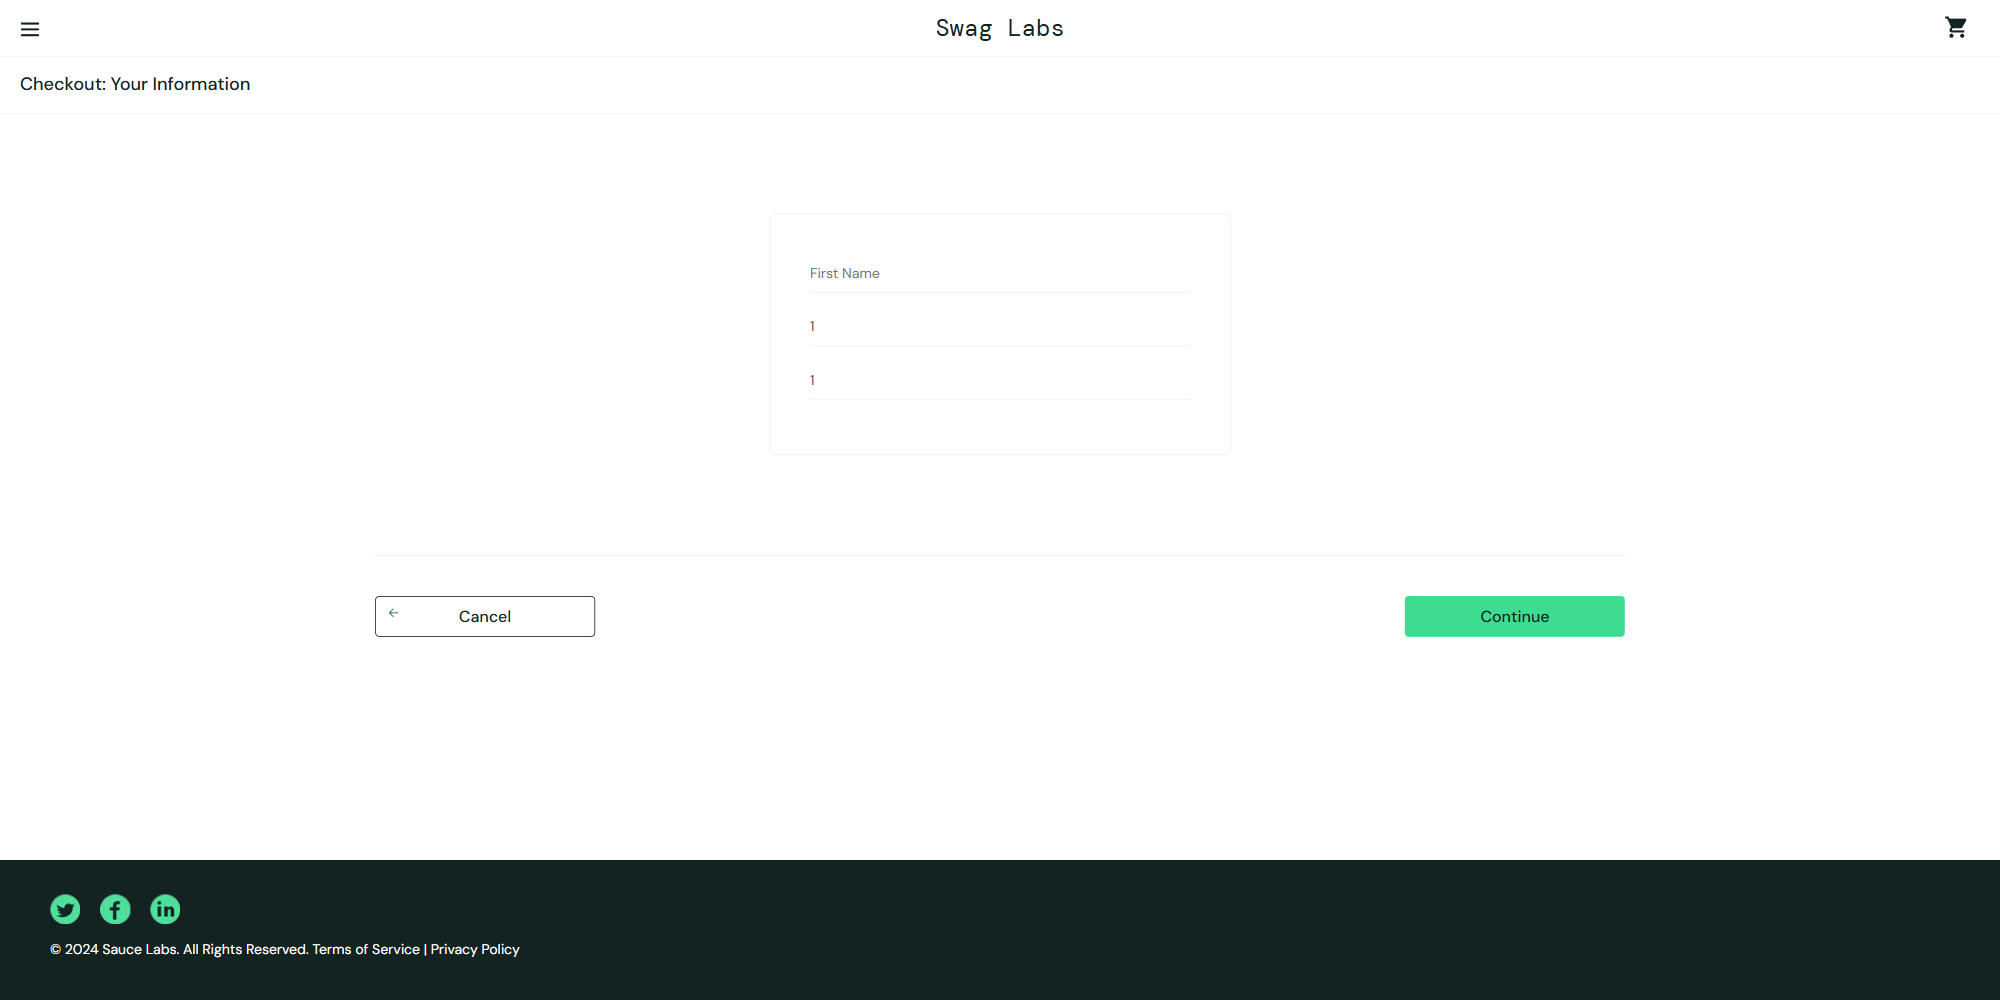 Swag Labs
Checkout: Your Information
First Name
1
1
Cancel
Continue
© 2024 Sauce Labs. All Rights Reserved. Terms of Service | Privacy Policy